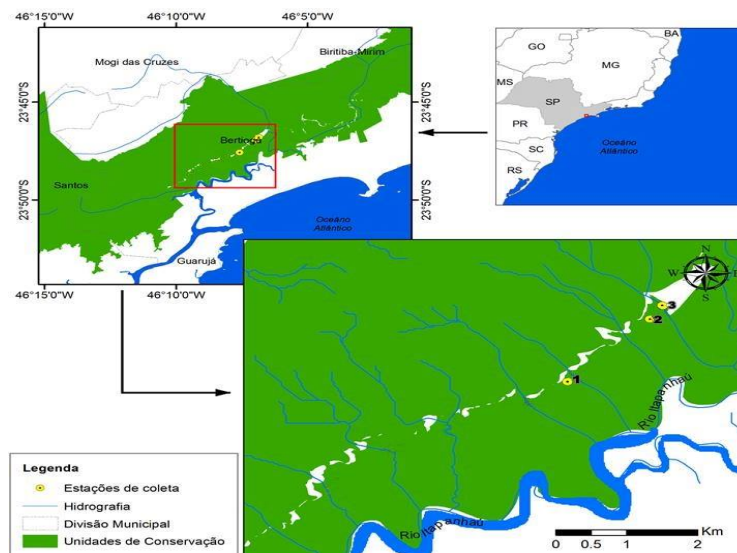 46°15'0"W
46°10'0"W
46°5'0"W
Mogi das Cruzes
Biritiba-Mirim
Bertioga
Santos
Guarujá
Oceano
Atlântico
23°45'0"S
23°50'0"S
23°45'0"S
23°50'0"S
46°15'0"W
46°10'0"W
46°5'0"W
BA
GO
MG
MS
SP
PR
SC
RS
Oceano
Atlântico
N
W
S
3
2
1
Rio Itapanhaú
Rio Itapanhaú
Legenda
Estações de coleta
Hidrografia
Divisão Municipal
Unidades de Conservação
0 0.5 1 2
Km